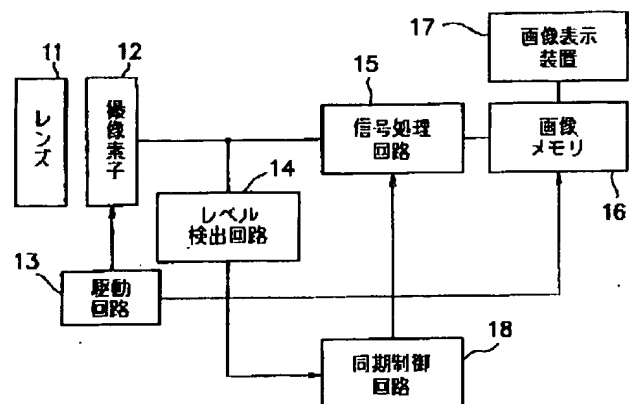 11
レンズ
12
撮像素子
13
駆動
回路
14
レベル
検出回路
15
信号処理
回路
17
画像表示
装置
画像
メモリ
16
同期制御
回路
18